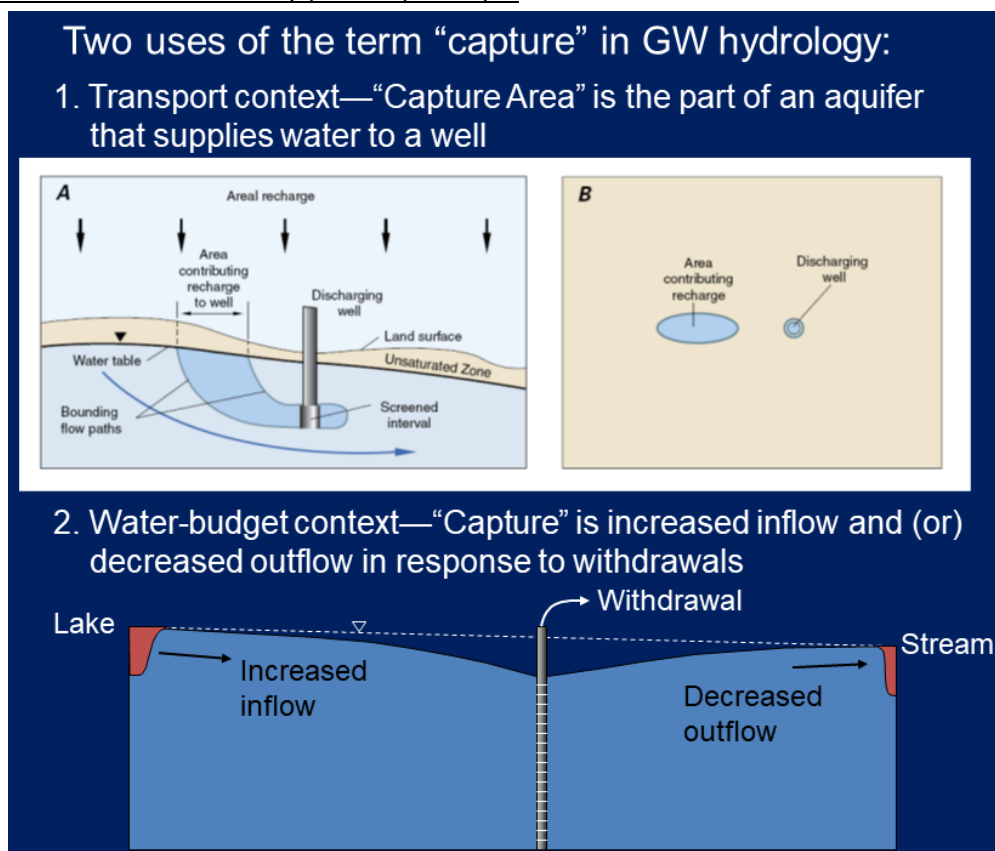 Two uses of the term “capture” in GW hydrology:
1. Transport context—“Capture Area” is the part of an aquifer
that supplies water to a well
A
Areal recharge
Area
contributing
recharge
to well
Discharging
well
Land surface
Water table
Unsaturated Zone
Bounding
flow paths
Screened
interval
B
Area
contributing
recharge
Discharging
well
2. Water-budget context—“Capture” is increased inflow and (or)
decreased outflow in response to withdrawals
Withdrawal
Lake
Stream
Increased
inflow
Decreased
outflow